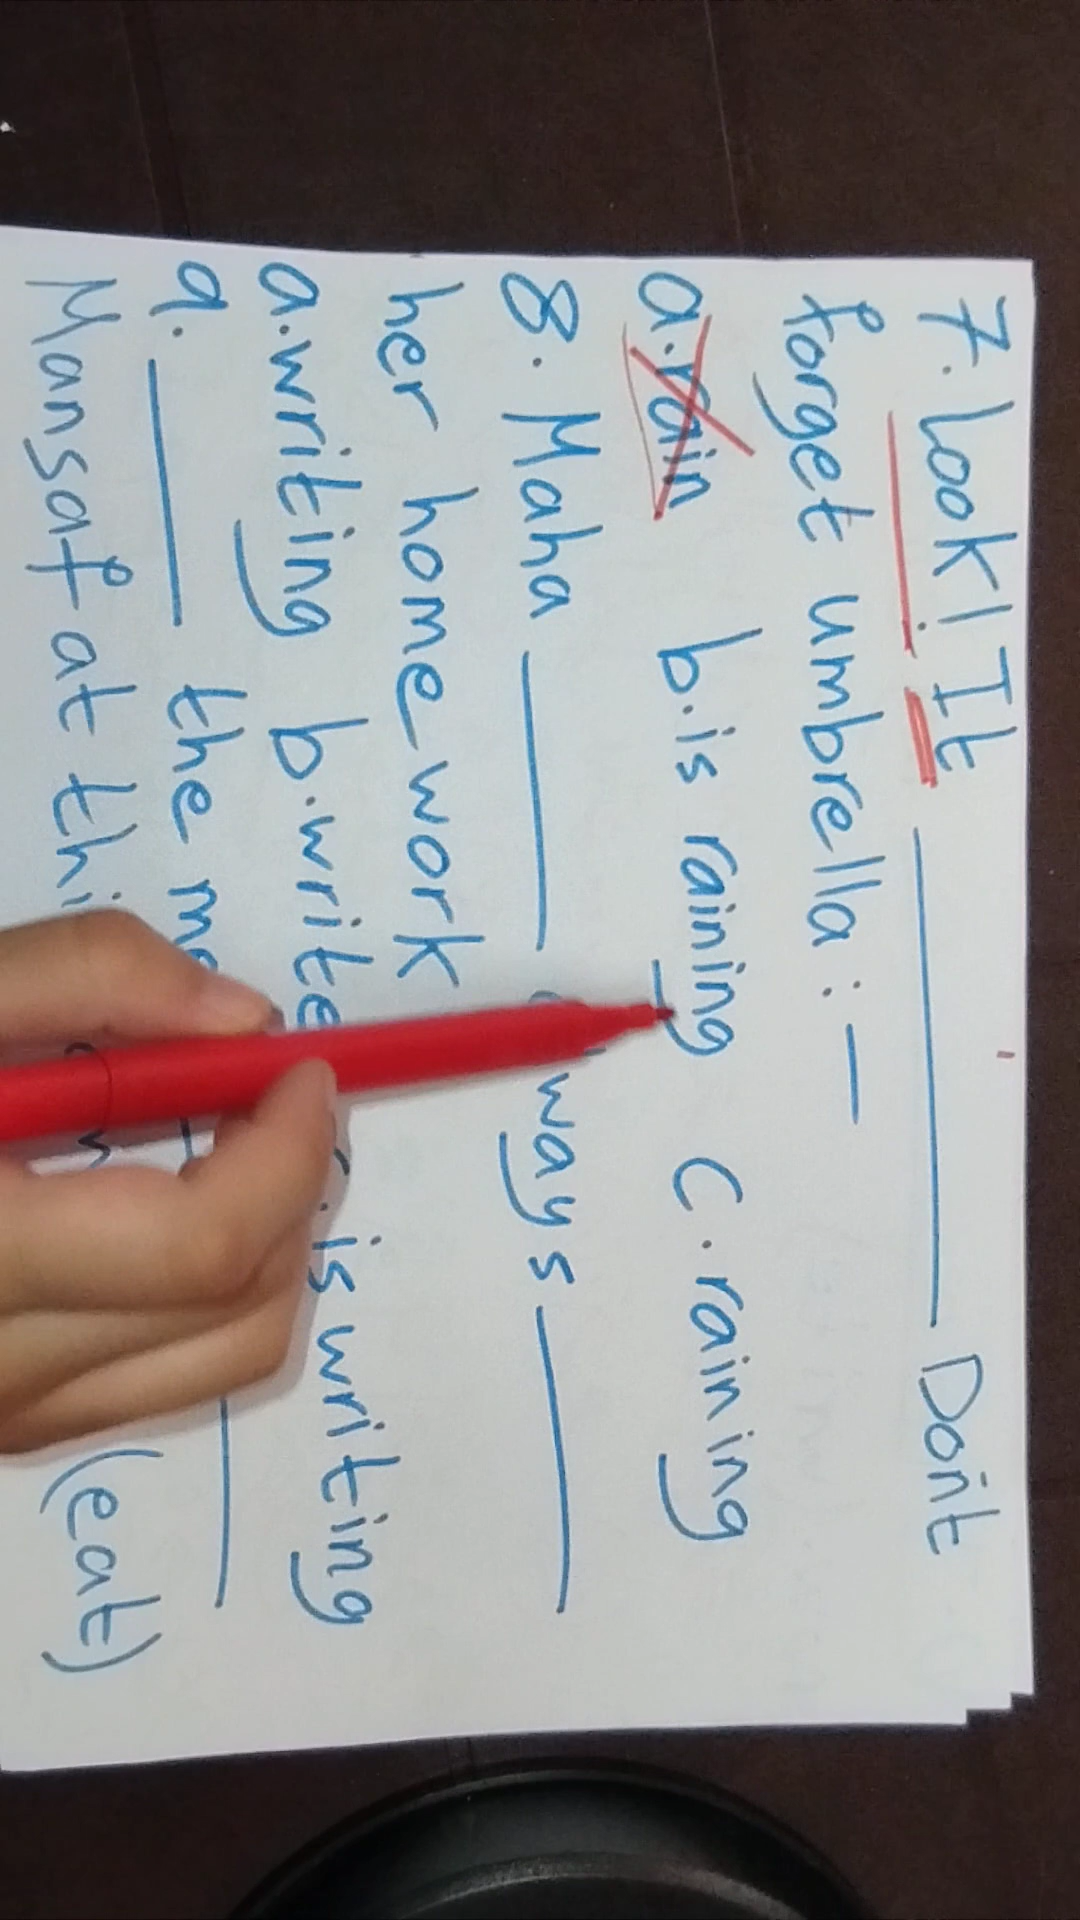 7. Look! It ______ Don't
forget umbrella : —
a. rain b. is raining c. raining
8. Maha ______ ways ______
her homework
a. writing b. write c. is writing
9. ______ the ______
Mansaf at (eat)